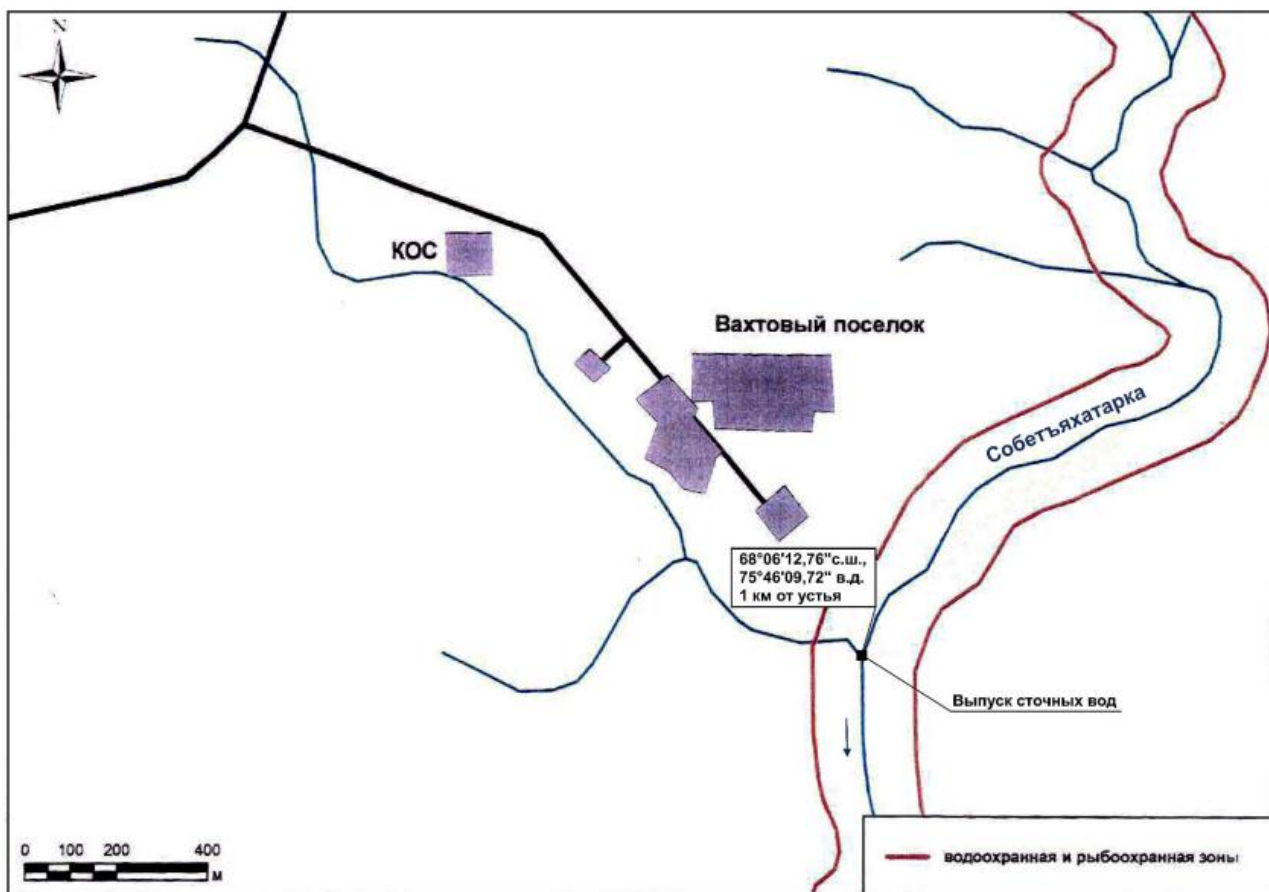 N
КОС
Вахтовый поселок
Собетъяхатарка
68°06'12,76"с.ш.,
75°46'09,72" в.д.
1 км от устья
Выпуск сточных вод
0 100 200 400
м
водоохранная и рыбоохранная зоны